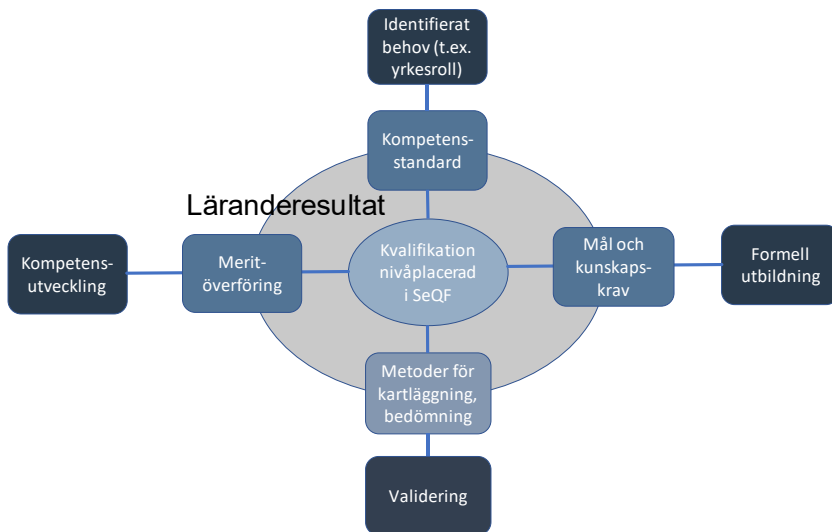 Identifierat
behov (t.ex.
yrkesroll)
Kompetens-
standard
Läranderesultat
Kompetens-
utveckling
Merit-
överföring
Kvalifikation
nivåplacerad
i SeQF
Mål och
kunskaps-
krav
Formell
utbildning
Metoder för
kartläggning,
bedömning
Validering